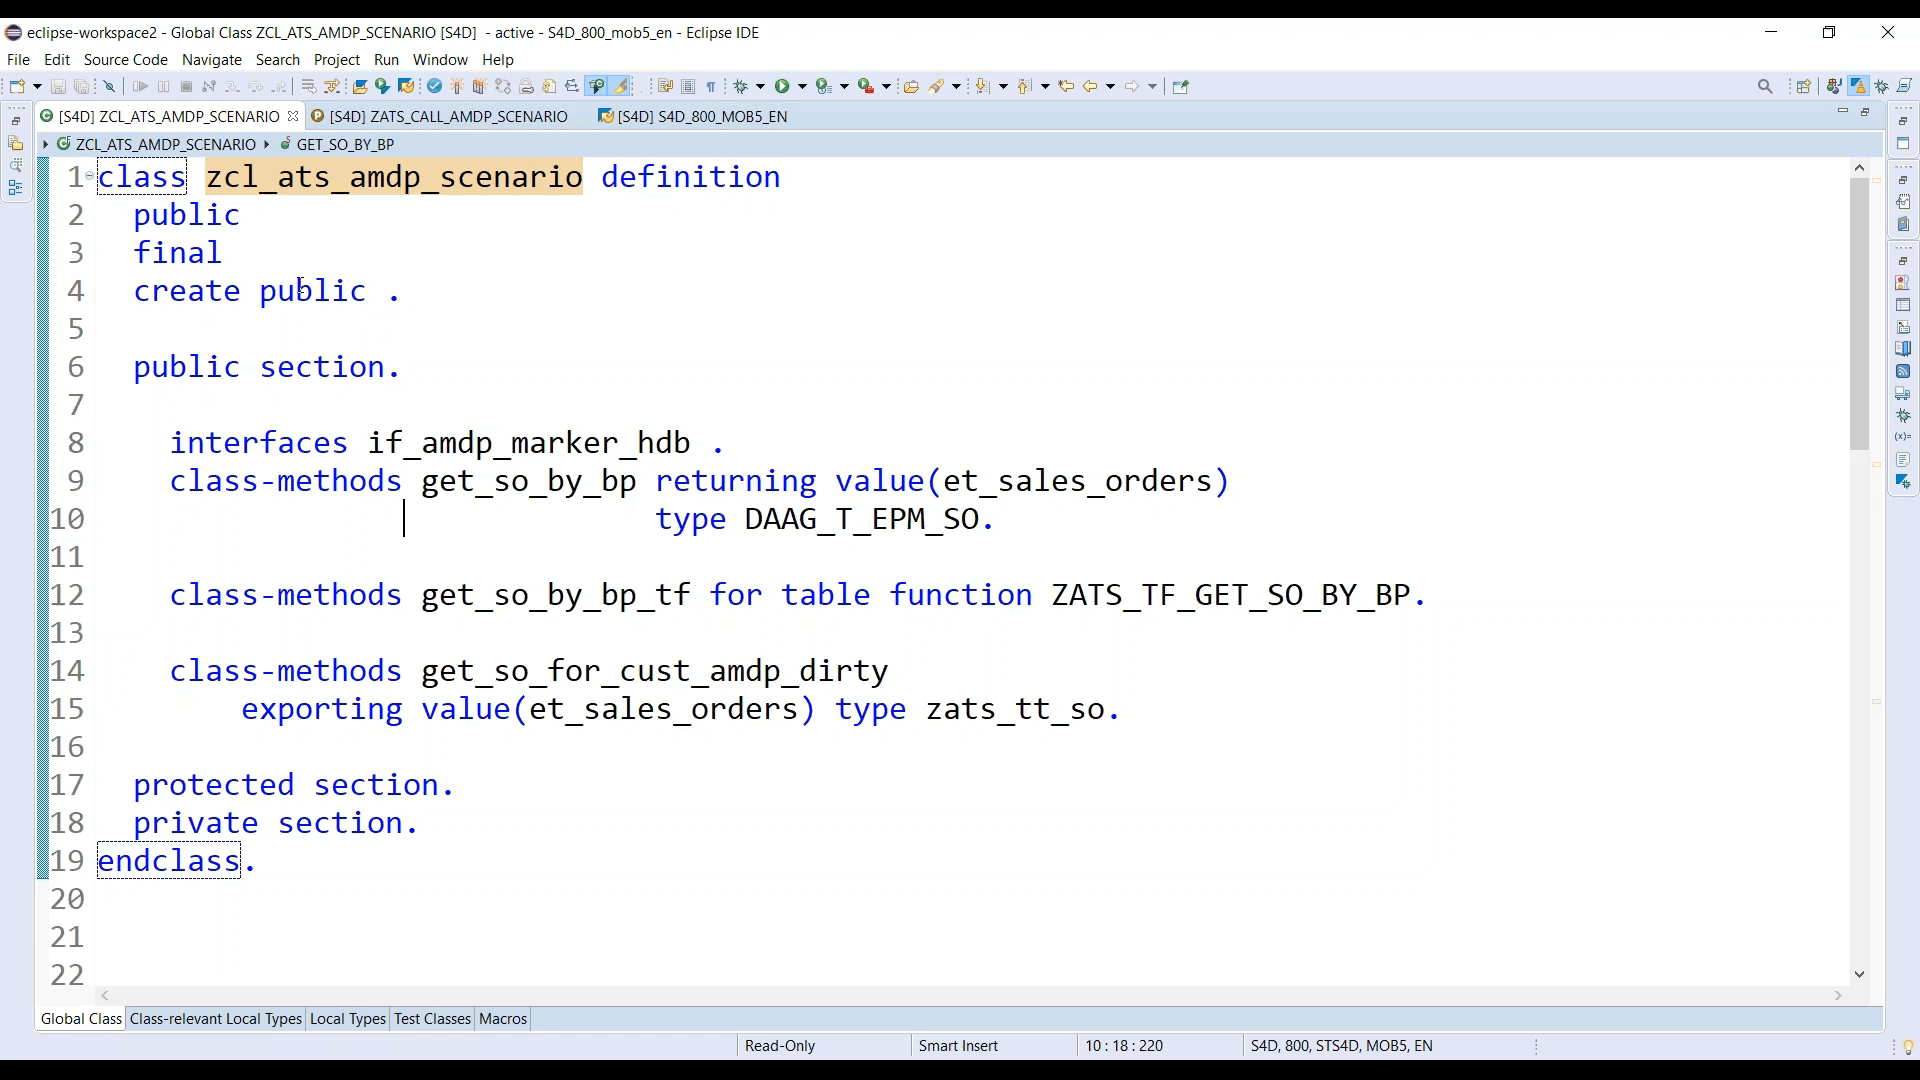 eclipse-workspace2 - Global Class ZCL_ATS_AMDP_SCENARIO [S4D]  - active - S4D_800_mob5_en - Eclipse IDE
File Edit Source Code Navigate Search Project Run Window Help
[S4D] ZCL_ATS_AMDP_SCENARIO [S4D] ZATS_CALL_AMDP_SCENARIO [S4D] S4D_800_MOB5_EN
ZCL_ATS_AMDP_SCENARIO GET_SO_BY_BP
1 class zcl_ats_amdp_scenario definition
2 public
3 final
4 create public .
5
6 public section.
7
8 interfaces if_amdp_marker_hdb .
9 class-methods get_so_by_bp returning value(et_sales_orders)
10 type DAAG_T_EPM_SO.
11
12 class-methods get_so_by_bp_tf for table function ZATS_TF_GET_SO_BY_BP.
13
14 class-methods get_so_for_cust_amdp_dirty
15 exporting value(et_sales_orders) type zats_tt_so.
16
17 protected section.
18 private section.
19 endclass.
20
21
22
Global Class Class-relevant Local Types Local Types Test Classes Macros
Read-Only Smart Insert 10 : 18 : 220 S4D, 800, STS4D, MOB5, EN